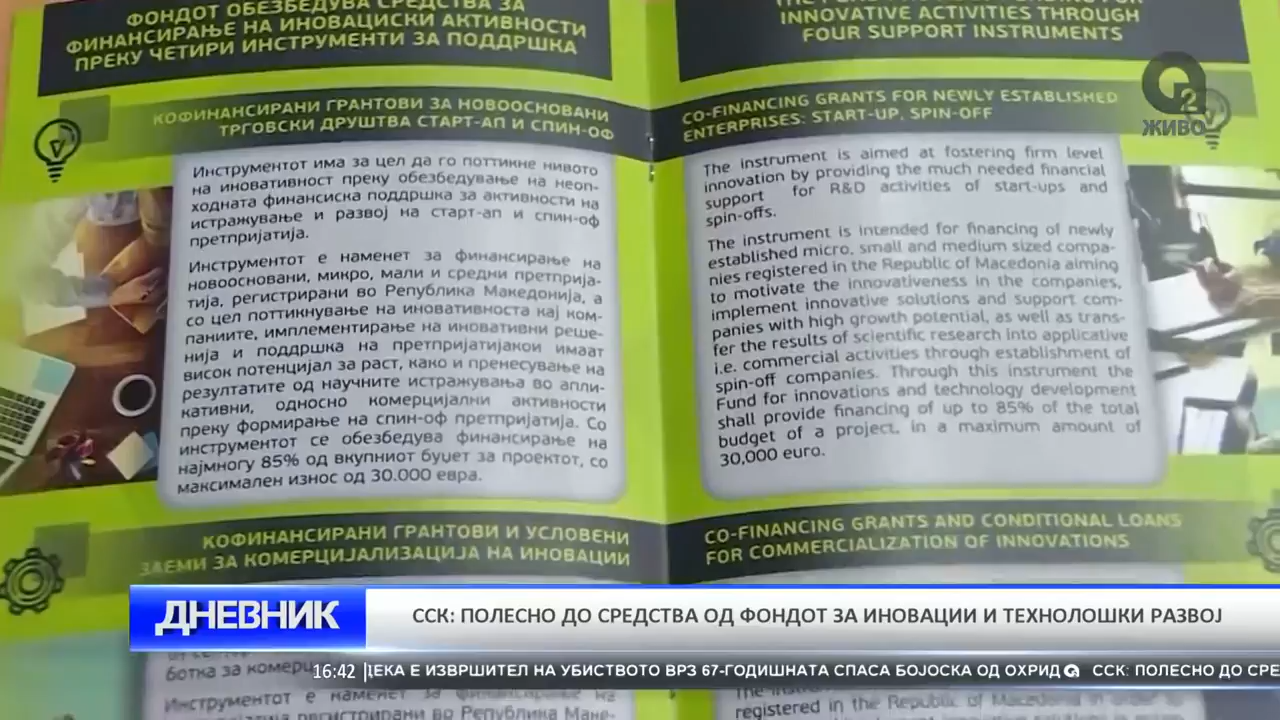 ФОНДОТ ОБЕЗБЕДУВА СРЕДСТВА ЗА
ФИНАНСИРАЊЕ НА ИНОВАЦИСКИ АКТИВНОСТИ
ПРЕКУ ЧЕТИРИ ИНСТРУМЕНТИ ЗА ПОДДРШКА
КОФИНАНСИРАНИ ГРАНТОВИ ЗА НОВООСНОВАНИ
ТРГОВСКИ ДРУШТВА СТАРТ-АП И СПИН-ОФ
Инструментот има за цел да го поттикне нивото
на иновативност преку обезбедување на неоп-
ходната финансиска поддршка за активности на
истражување и развој на старт-ап и спин-оф
претпријатија.
Инструментот е наменет за финансирање на
новоосновани, микро, мали и средни претприја-
тија, регистрирани во Република Македонија, а
со цел поттикнување на иновативноста кај ком-
паниите, имплементирање на иновативни реше-
нија и поддршка на претпријатијакои имаат
висок потенцијал за раст, како и пренесување на
резултатите од научните истражувања во апли-
кативни, односно комерцијални активности
преку формирање на спин-оф претпријатија. Со
инструментот се обезбедува финансирање на
најмногу 85% од вкупниот буџет за проектот, со
максимален износ од 30.000 евра.
КОФИНАНСИРАНИ ГРАНТОВИ И УСЛОВЕНИ
ЗАЕМИ ЗА КОМЕРЦИЈАЛИЗАЦИЈА НА ИНОВАЦИИ
INNOVATIVE ACTIVITIES THROUGH
FOUR SUPPORT INSTRUMENTS
CO-FINANCING GRANTS FOR NEWLY ESTABLISHED
ENTERPRISES: START-UP, SPIN-OFF
The instrument is aimed at fostering firm level
innovation by providing the much needed financial
support for R&D activities of start-ups and
spin-offs.
The instrument is intended for financing of newly
established micro, small and medium sized compa-
nies registered in the Republic of Macedonia aiming
to motivate the innovativeness in the companies,
implement innovative solutions and support com-
panies with high growth potential, as well as trans-
fer the results of scientific research into applicative
i.e. commercial activities through establishment of
spin-off companies. Through this instrument the
Fund for innovations and technology development
shall provide financing of up to 85% of the total
budget of a project, in a maximum amount of
30,000 euro.
CO-FINANCING GRANTS AND CONDITIONAL LOANS
FOR COMMERCIALIZATION OF INNOVATIONS
2
ЖИВО
ДНЕВНИК
ССК: ПОЛЕСНО ДО СРЕДСТВА ОД ФОНДОТ ЗА ИНОВАЦИИ И ТЕХНОЛОШКИ РАЗВОЈ
16:42
ДЕКА Е ИЗВРШИТЕЛ НА УБИСТВОТО ВРЗ 67-ГОДИШНАТА СПАСА БОЈОСКА ОД ОХРИД ССК: ПОЛЕСНО ДО СРЕ
ботка за комерц
Инструментот е наменет за финансирање на
регистрирани во Република Маке-
The
registered in the Republic of Macedonia in order to